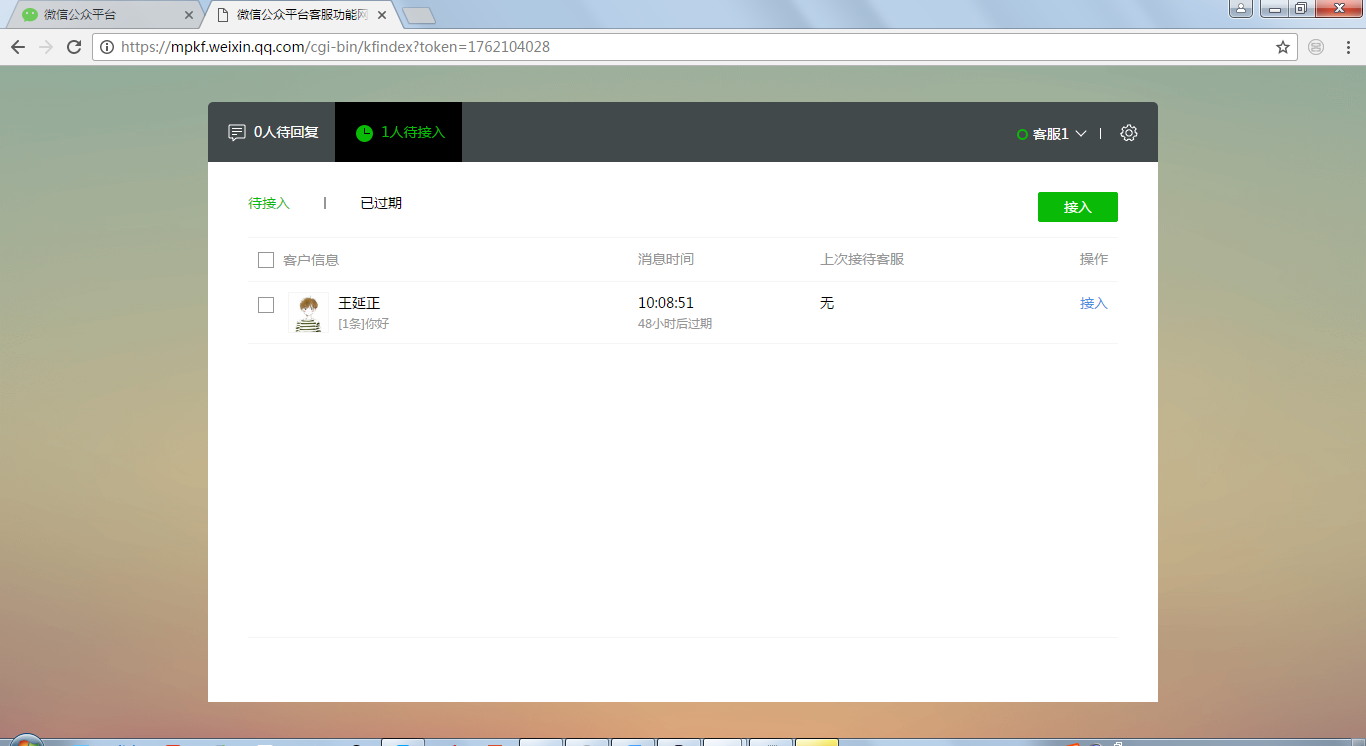 微信公众平台
微信公众平台客服功能网
https://mpkf.weixin.qq.com/cgi-bin/kfindex?token=1762104028
0人待回复
1人待接入
客服1
待接入 | 已过期
接入
客户信息 消息时间 上次接待客服 操作
王延正 10:08:51 无 接入
[1条]你好 48小时后过期